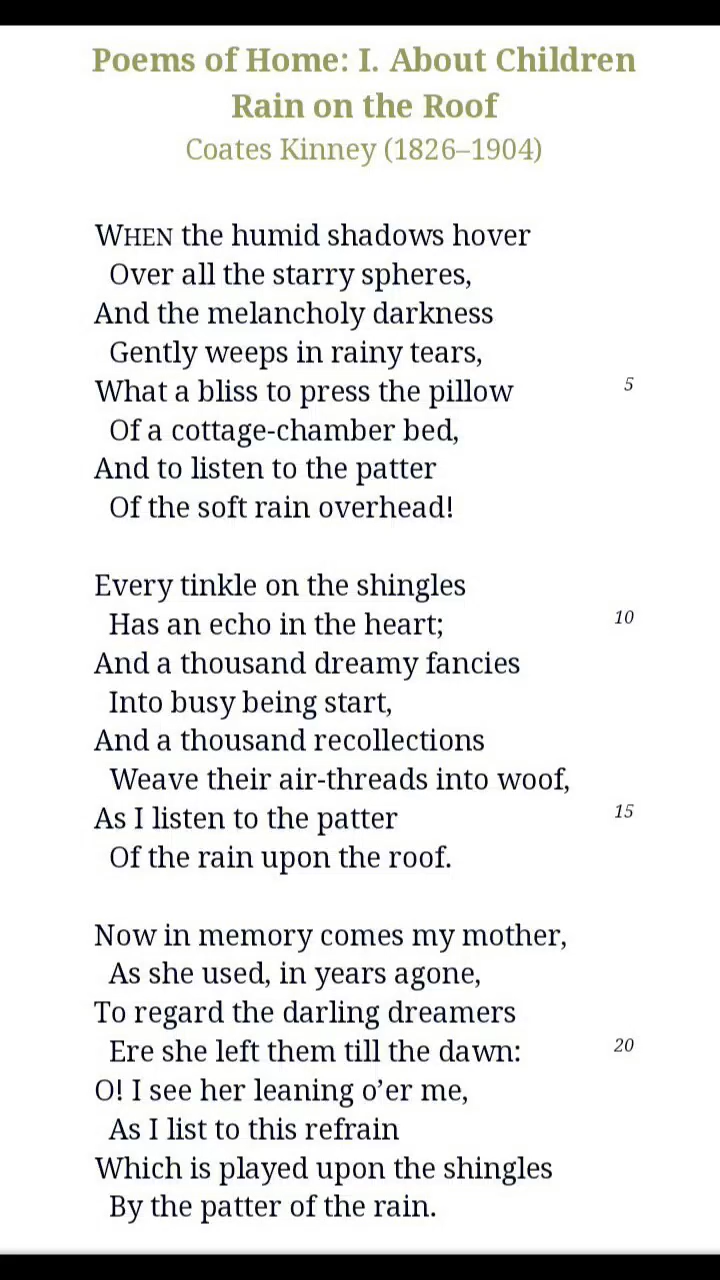 Poems of Home: I. About Children
Rain on the Roof
Coates Kinney (1826–1904)
WHEN the humid shadows hover
Over all the starry spheres,
And the melancholy darkness
Gently weeps in rainy tears,
What a bliss to press the pillow 5
Of a cottage-chamber bed,
And to listen to the patter
Of the soft rain overhead!
Every tinkle on the shingles
Has an echo in the heart; 10
And a thousand dreamy fancies
Into busy being start,
And a thousand recollections
Weave their air-threads into woof,
As I listen to the patter 15
Of the rain upon the roof.
Now in memory comes my mother,
As she used, in years agone,
To regard the darling dreamers
Ere she left them till the dawn: 20
O! I see her leaning o’er me,
As I list to this refrain
Which is played upon the shingles
By the patter of the rain.